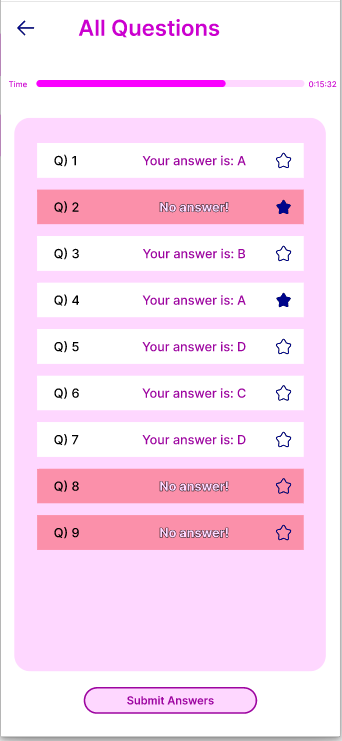 All Questions
Time 0:15:32
Q) 1 Your answer is: A
Q) 2 No answer!
Q) 3 Your answer is: B
Q) 4 Your answer is: A
Q) 5 Your answer is: D
Q) 6 Your answer is: C
Q) 7 Your answer is: D
Q) 8 No answer!
Q) 9 No answer!
Submit Answers